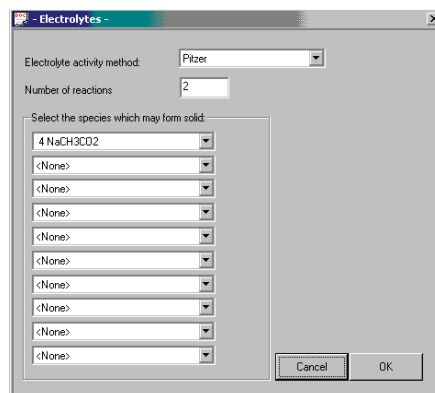 - Electrolytes -
Electrolyte activity method:
Pitzer
Number of reactions
2
Select the species which may form solid:
4 NaCH3CO2
<None>
<None>
<None>
<None>
<None>
<None>
<None>
<None>
<None>
Cancel
OK